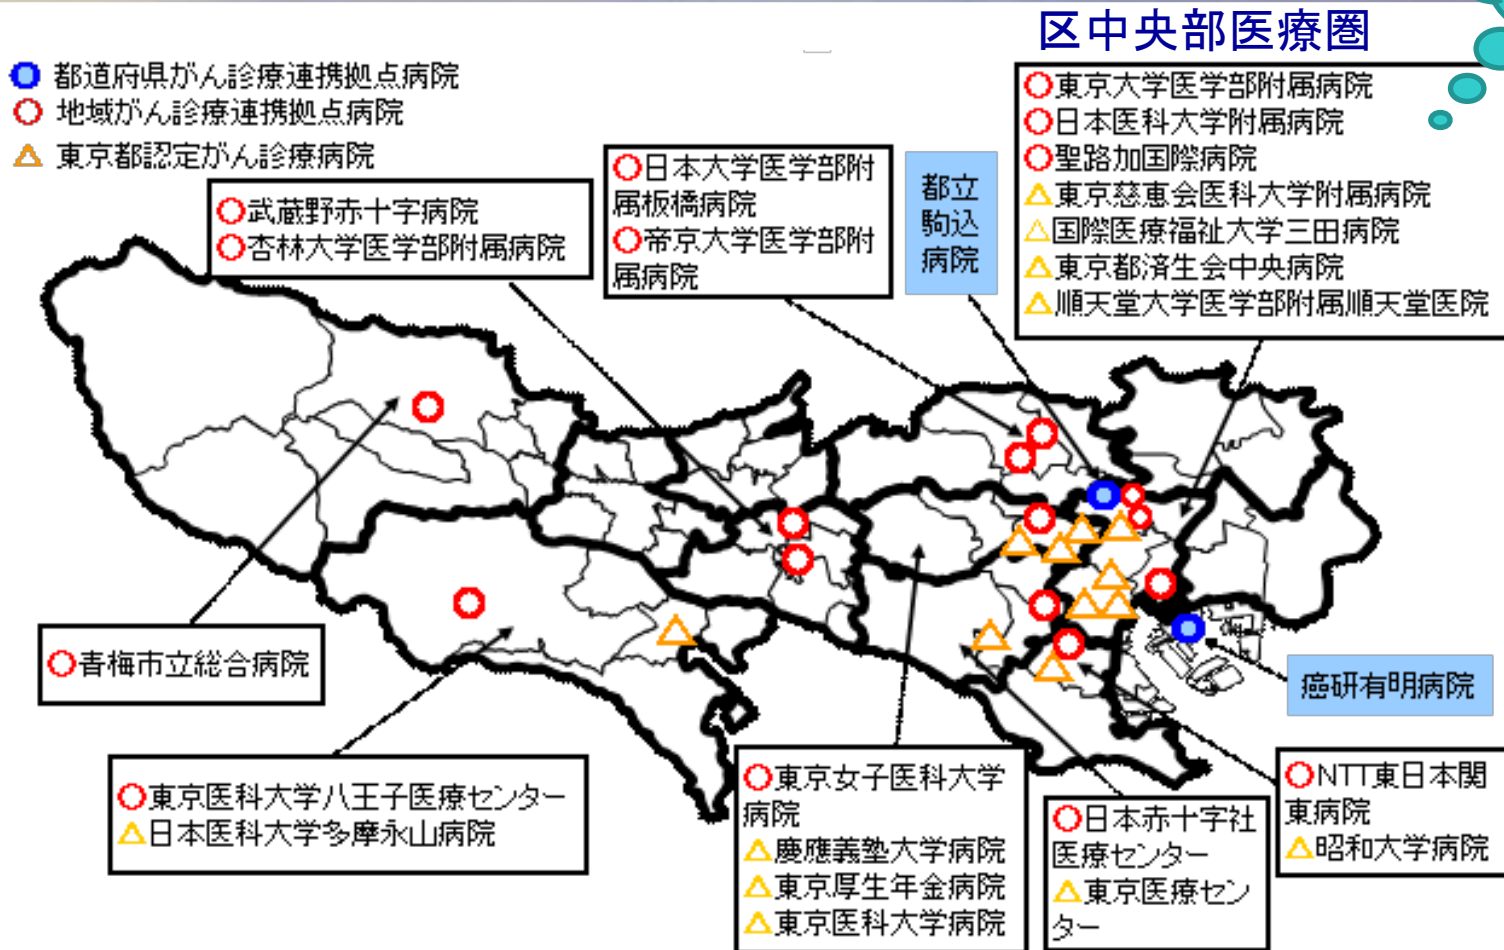 区中央部医療圏
都道府県がん診療連携拠点病院
地域がん診療連携拠点病院
東京都認定がん診療病院
武蔵野赤十字病院
杏林大学医学部附属病院
日本大学医学部附
属板橋病院
帝京大学医学部附
属病院
都立
駒込
病院
東京大学医学部附属病院
日本医科大学附属病院
聖路加国際病院
東京慈恵会医科大学附属病院
国際医療福祉大学三田病院
東京都済生会中央病院
順天堂大学医学部附属順天堂医院
青梅市立総合病院
癌研有明病院
東京医科大学八王子医療センター
日本医科大学多摩永山病院
東京女子医科大学
病院
慶應義塾大学病院
東京厚生年金病院
東京医科大学病院
日本赤十字社
医療センター
東京医療セン
ター
NTT東日本関
東病院
昭和大学病院